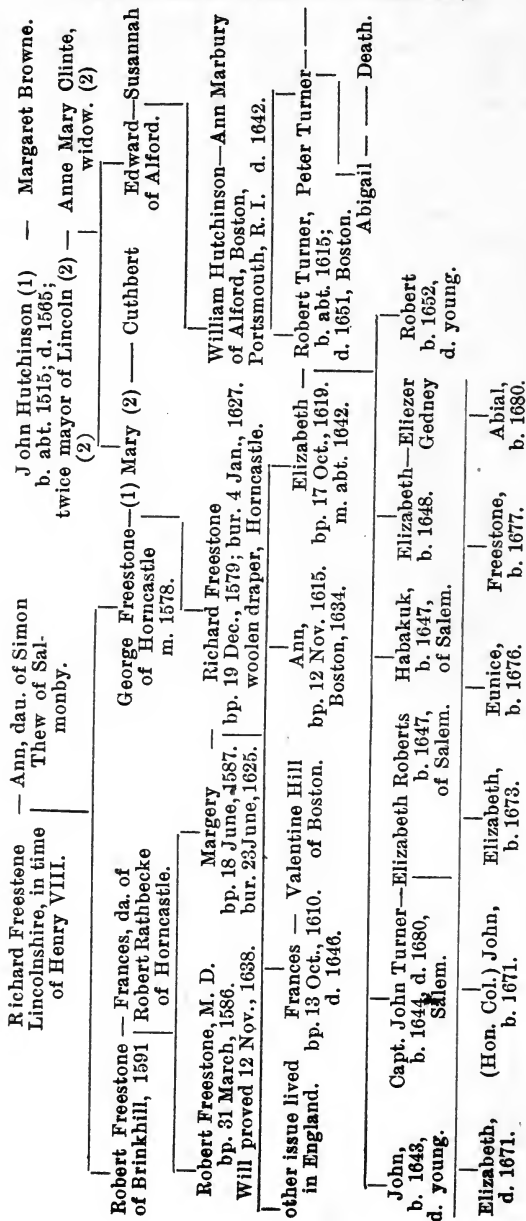 Richard Freestone — Ann, dau. of Simon
Lincolnshire, in time Thew of Sal-
of Henry VIII. monby.
John Hutchinson (1) — Margaret Browne.
b. abt. 1515; d. 1565;
twice mayor of Lincoln (2) — Anne Mary Clinte,
(2) widow. (2)
Robert Freestone — Frances, da. of
of Brinkhill, 1591 Robert Rathbecke
of Horncastle.
George Freestone—(1) Mary (2) — Cuthbert
of Horncastle
m. 1578.
Edward—Susannah
of Alford.
Robert Freestone, M. D.
bp. 31 March, 1586.
Will proved 12 Nov., 1638.
Margery —
bp. 18 June, 1587.
bur. 23 June, 1625.
Richard Freestone
bp. 19 Dec., 1579; bur. 4 Jan., 1627.
woolen draper, Horncastle.
William Hutchinson—Ann Marbury
of Alford, Boston,
Portsmouth, R. I. d. 1642.
other issue lived
in England.
Frances — Valentine Hill
bp. 13 Oct., 1610. of Boston.
d. 1646.
Ann,
bp. 12 Nov. 1615.
Boston, 1634.
Elizabeth —
bp. 17 Oct., 1619.
m. abt. 1642.
Robert Turner,
b. abt. 1615;
d. 1651, Boston.
Peter Turner— ——
Abigail — —— Death.
John,
b. 1643,
d. young.
Capt. John Turner—Elizabeth Roberts
b. 1644, d. 1680, b. 1647,
Salem. of Salem.
Habakuk,
b. 1647,
of Salem.
Elizabeth—Eliezer
b. 1648. Gedney
Robert
b. 1652,
d. young.
Elizabeth,
d. 1671.
(Hon. Col.) John,
b. 1671.
Elizabeth,
b. 1673.
Eunice,
b. 1676.
Freestone,
b. 1677.
Abial,
b. 1680.